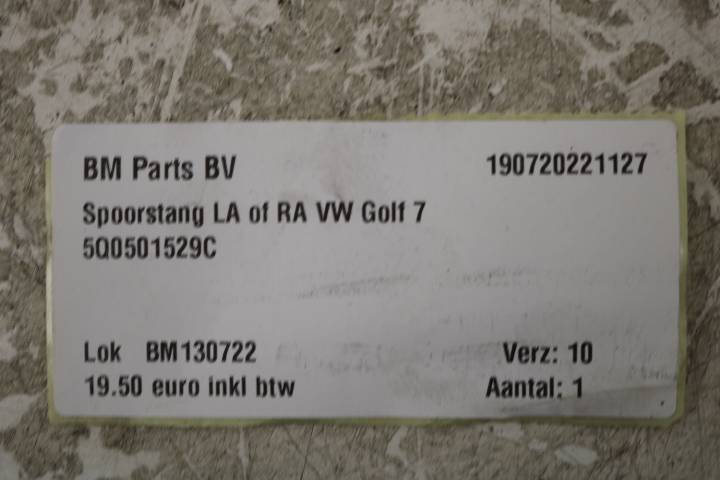 BM Parts BV 190720221127
Spoorstang LA of RA VW Golf 7
5Q0501529C
Lok BM130722 Verz: 10
19.50 euro inkl btw Aantal: 1